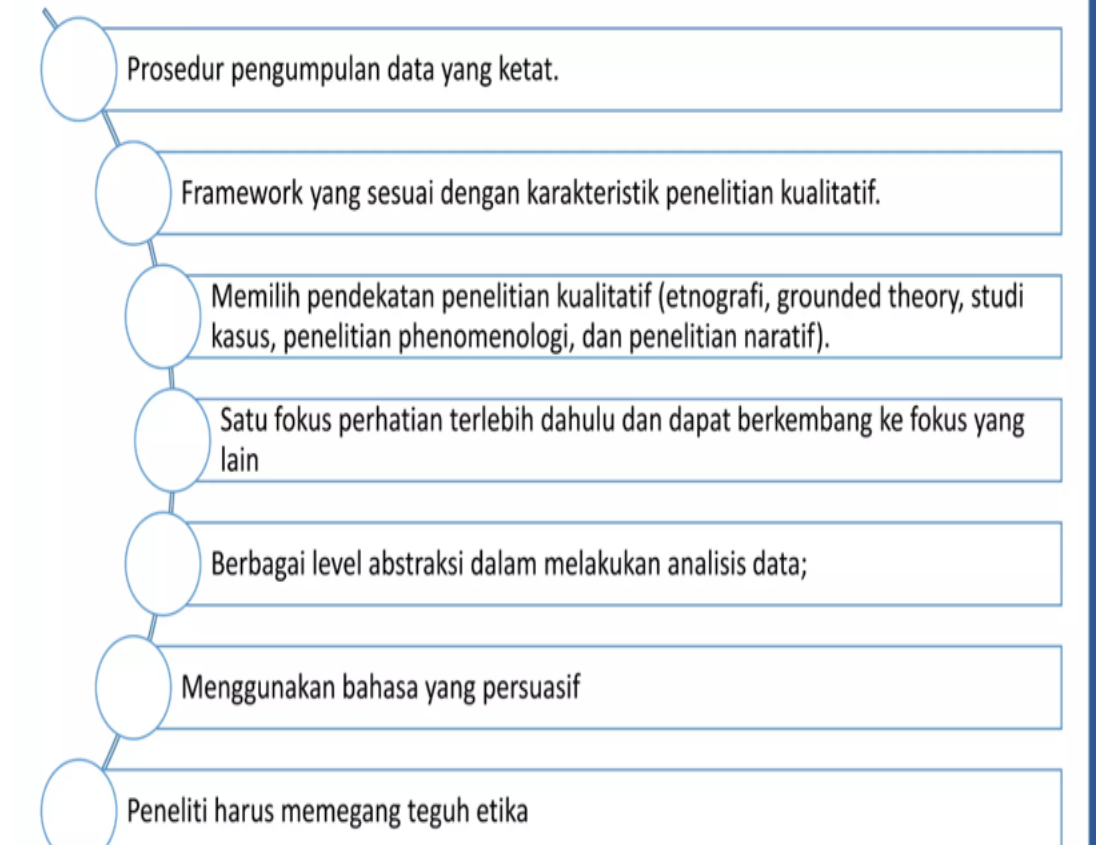 Prosedur pengumpulan data yang ketat.
Framework yang sesuai dengan karakteristik penelitian kualitatif.
Memilih pendekatan penelitian kualitatif (etnografi, grounded theory, studi
kasus, penelitian phenomenologi, dan penelitian naratif).
Satu fokus perhatian terlebih dahulu dan dapat berkembang ke fokus yang
lain
Berbagai level abstraksi dalam melakukan analisis data;
Menggunakan bahasa yang persuasif
Peneliti harus memegang teguh etika